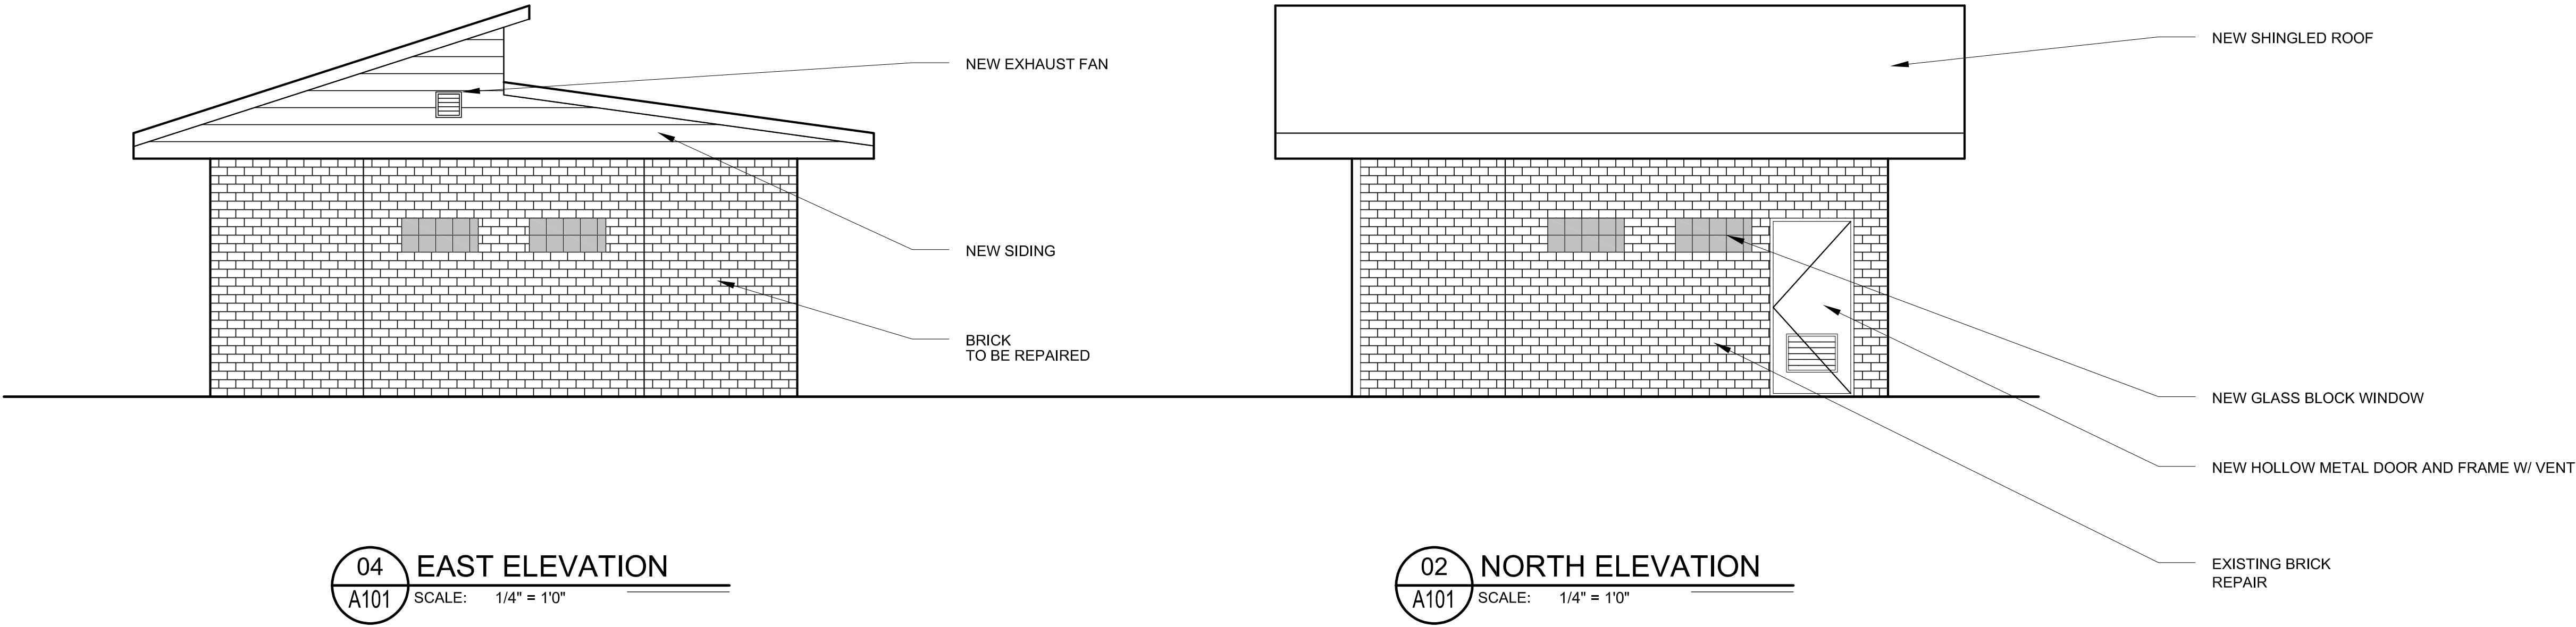 NEW EXHAUST FAN
NEW SIDING
BRICK
TO BE REPAIRED
04
A101
EAST ELEVATION
SCALE: 1/4" = 1'0"
NEW SHINGLED ROOF
NEW GLASS BLOCK WINDOW
NEW HOLLOW METAL DOOR AND FRAME W/ VENT
EXISTING BRICK
REPAIR
02
A101
NORTH ELEVATION
SCALE: 1/4" = 1'0"